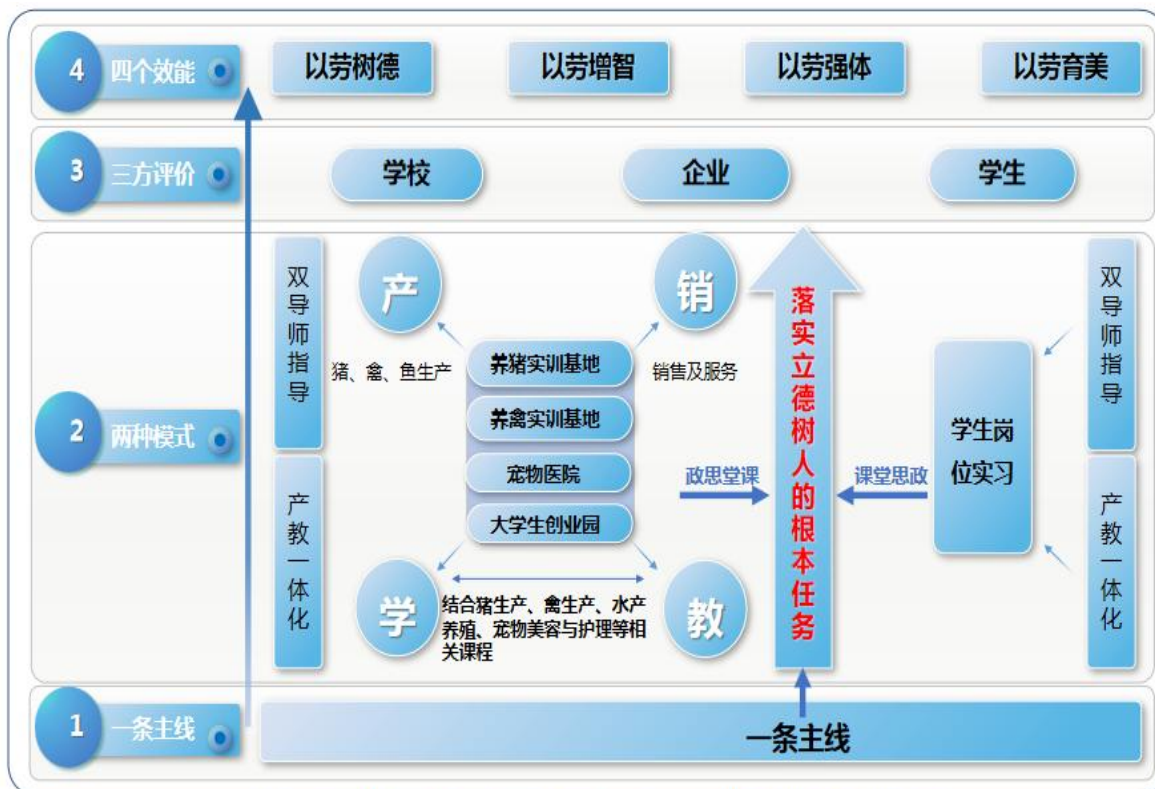 4 四个效能
以劳树德
以劳增智
以劳强体
以劳育美
3 三方评价
学校
企业
学生
2 两种模式
双导师指导
产教一体化
产
销
猪、禽、鱼生产
销售及服务
养猪实训基地
养禽实训基地
宠物医院
大学生创业园
学
教
结合猪生产、禽生产、水产
养殖、宠物美容与护理等相
关课程
政思堂课
落实立德树人的根本任务
课堂思政
学生岗
位实习
双导师指导
产教一体化
1 一条主线
一条主线